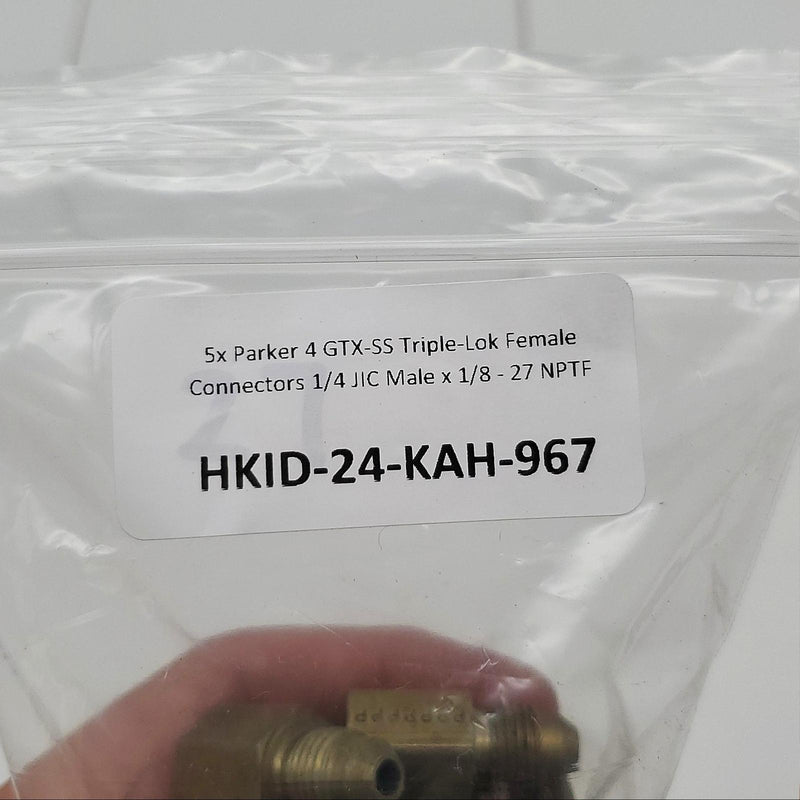 5x Parker 4 GTX-SS Triple-Lok Female
Connectors 1/4 JIC Male x 1/8 - 27 NPTF
HKID-24-KAH-967